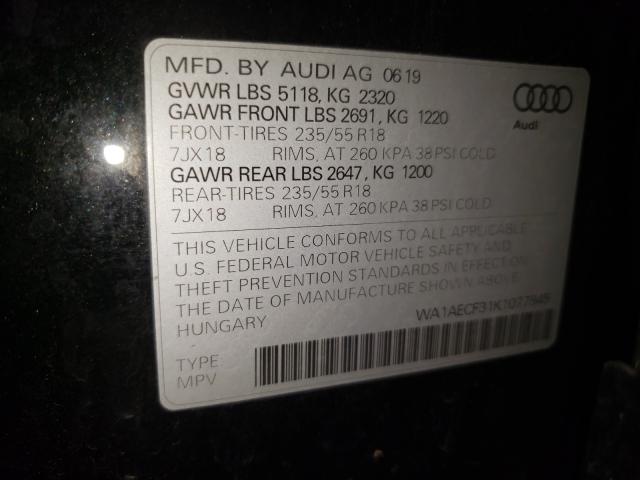 MFD. BY AUDI AG 0619
GVWR LBS 5118, KG 2320
GAWR FRONT LBS 2691, KG 1220
FRONT-TIRES 235/55 R18
7JX18 RIMS, AT 260 KPA 38 PSI COLD
GAWR REAR LBS 2647, KG 1200
REAR-TIRES 235/55 R18
7JX18 RIMS, AT 260 KPA 38 PSI COLD
Audi
THIS VEHICLE CONFORMS TO ALL APPLICABLE
U.S. FEDERAL MOTOR VEHICLE SAFETY AND
THEFT PREVENTION STANDARDS IN EFFECT ON
THE DATE OF MANUFACTURE SHOWN ABOVE.
HUNGARY
WA1AECF31K1077845
TYPE
MPV